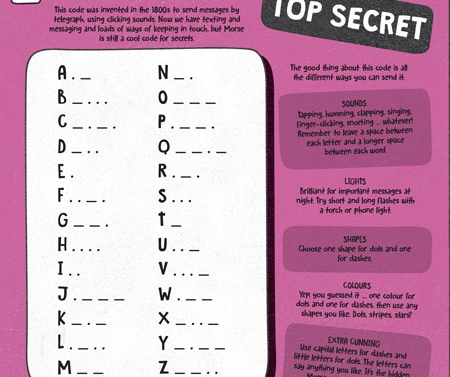 This code was invented in the 1800s to send messages by
telegraph, using clicking sounds. Now we have texting and
messaging and loads of ways of keeping in touch, but Morse
is still a cool code for secrets.
TOP SECRET
A . _
B _ . . .
C _ . _ .
D _ . .
E .
F . . _ .
G _ _ .
H . . . .
I . .
J . _ _ _
K _ . _
L . _ . .
M _ _
N _ .
O _ _ _
P . _ _ .
Q _ _ . _
R . _ .
S . . .
T _
U . . _
V . . . _
W . _ _
X _ . . _
Y _ . _ _
Z _ _ . .
The good thing about this code is all
the different ways you can send it.
SOUNDS
Tapping, humming, clapping, singing,
finger-clicking, snorting ... whatever!
Remember to leave a space between
each letter and a longer space
between each word.
LIGHTS
Brilliant for important messages at
night. Try short and long flashes with
a torch or phone light.
SHAPES
Choose one shape for dots and one
for dashes.
COLOURS
Yep, you guessed it ... one colour for
dots and one for dashes, then use any
shapes you like. Dots, stripes, stars?
EXTRA CUNNING
Use capital letters for dashes and
little letters for dots. The letters can
say anything you like. It's the hidden